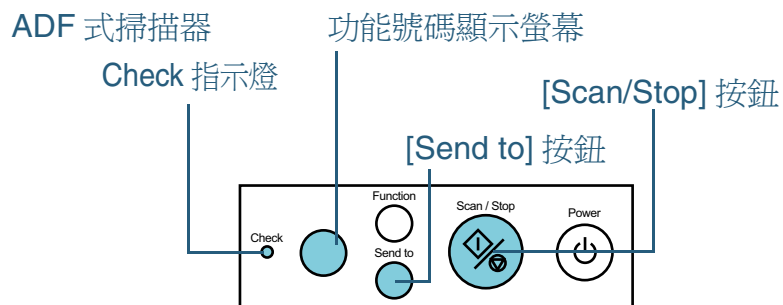 ADF 式掃描器
功能號碼顯示螢幕
Check 指示燈
[Scan/Stop] 按鈕
[Send to] 按鈕
Function
Scan / Stop
Power
Check
Send to